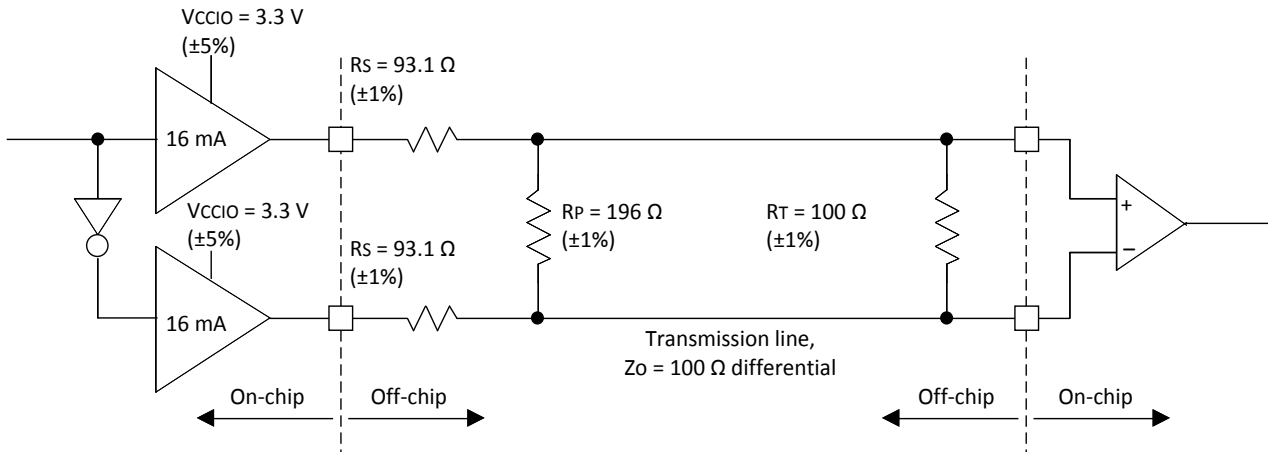 VCCIO = 3.3 V
(±5%)
RS = 93.1 Ω
(±1%)
16 mA
VCCIO = 3.3 V
(±5%)
RS = 93.1 Ω
(±1%)
RP = 196 Ω
(±1%)
RT = 100 Ω
(±1%)
+
−
16 mA
Transmission line,
Zo = 100 Ω differential
On-chip
Off-chip
Off-chip
On-chip